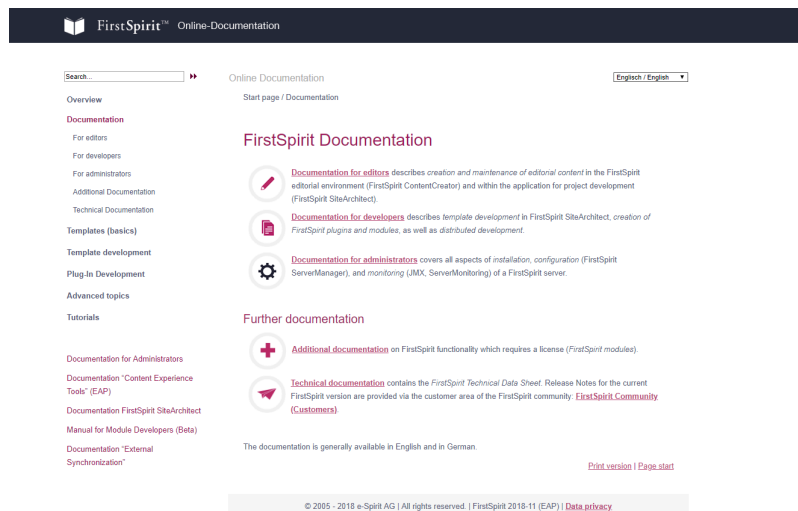 FirstSpirit™ Online-Documentation
Search...
Online Documentation
Englisch / English
Start page / Documentation
Overview
Documentation
For editors
For developers
For administrators
Additional Documentation
Technical Documentation
Templates (basics)
Template development
Plug-In Development
Advanced topics
Tutorials
Documentation for Administrators
Documentation "Content Experience
Tools" (EAP)
Documentation FirstSpirit SiteArchitect
Manual for Module Developers (Beta)
Documentation "External
Synchronization"
FirstSpirit Documentation
Documentation for editors describes creation and maintenance of editorial content in the FirstSpirit
editorial environment (FirstSpirit ContentCreator) and within the application for project development
(FirstSpirit SiteArchitect).
Documentation for developers describes template development in FirstSpirit SiteArchitect, creation of
FirstSpirit plugins and modules, as well as distributed development.
Documentation for administrators covers all aspects of installation, configuration (FirstSpirit
ServerManager), and monitoring (JMX, ServerMonitoring) of a FirstSpirit server.
Further documentation
Additional documentation on FirstSpirit functionality which requires a license (FirstSpirit modules).
Technical documentation contains the FirstSpirit Technical Data Sheet. Release Notes for the current
FirstSpirit version are provided via the customer area of the FirstSpirit community: FirstSpirit Community
(Customers).
The documentation is generally available in English and in German.
Print version | Page start
© 2005 - 2018 e-Spirit AG | All rights reserved. | FirstSpirit 2018-11 (EAP) | Data privacy